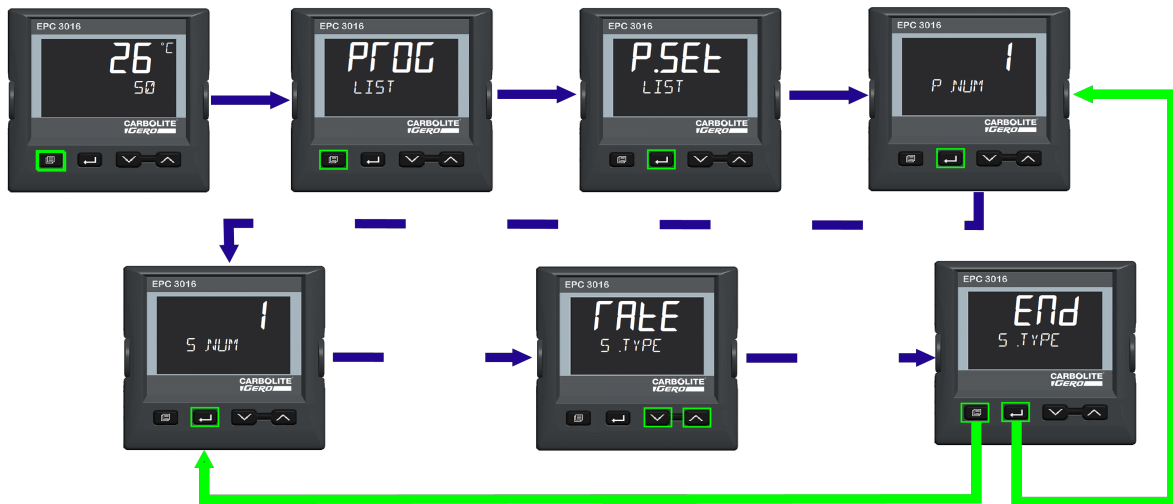 EPC 3016
26 °C
50
CARBOLITE
GERO
EPC 3016
PrOG
LIST
CARBOLITE
GERO
EPC 3016
P.SEt
LIST
CARBOLITE
GERO
EPC 3016
1
P.NUM
CARBOLITE
GERO
EPC 3016
1
S.NUM
CARBOLITE
GERO
EPC 3016
rAtE
S.TYPE
CARBOLITE
GERO
EPC 3016
End
S.TYPE
CARBOLITE
GERO